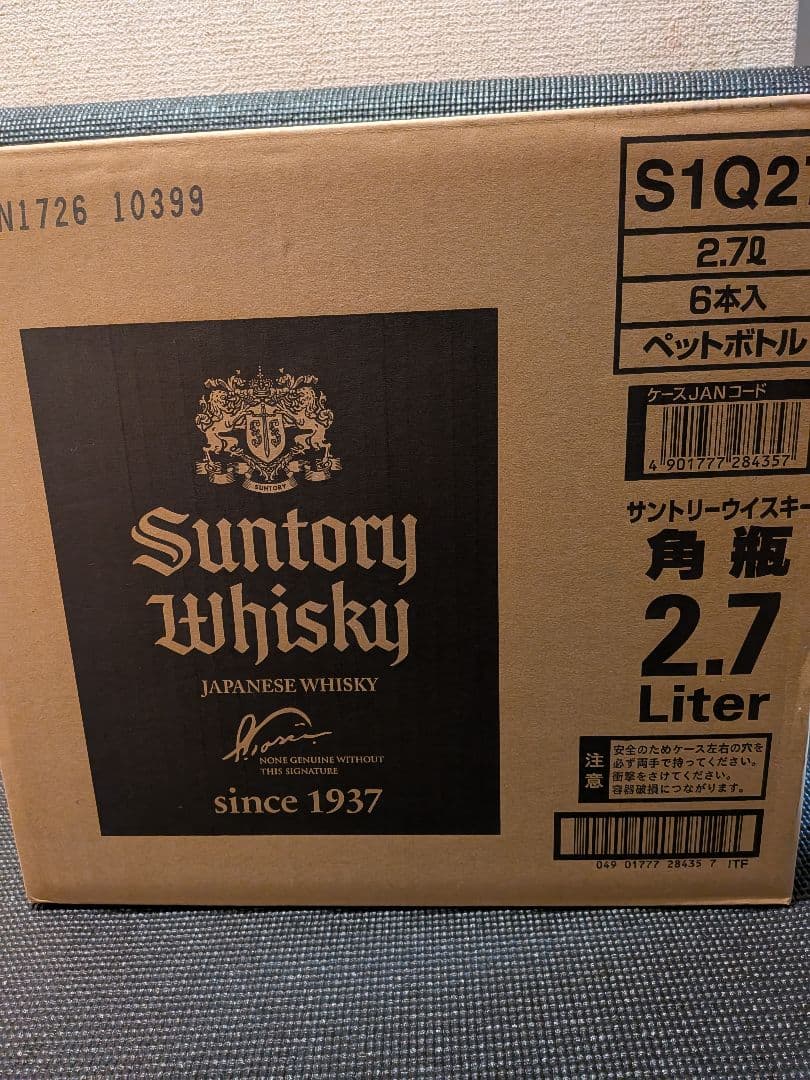 N1726 10399
S1Q27
2.7ℓ
6本入
ペットボトル
ケースJANコード
4 901777 284357
SUNTORY
Suntory
Whisky
JAPANESE WHISKY
NONE GENUINE WITHOUT
THIS SIGNATURE
since 1937
サントリーウイスキー
角瓶
2.7
Liter
注意
安全のためケース左右の穴を
必ず両手で持ってください。
衝撃をさけてください。
容器破損につながります。
049 01777 28435 7 ITF